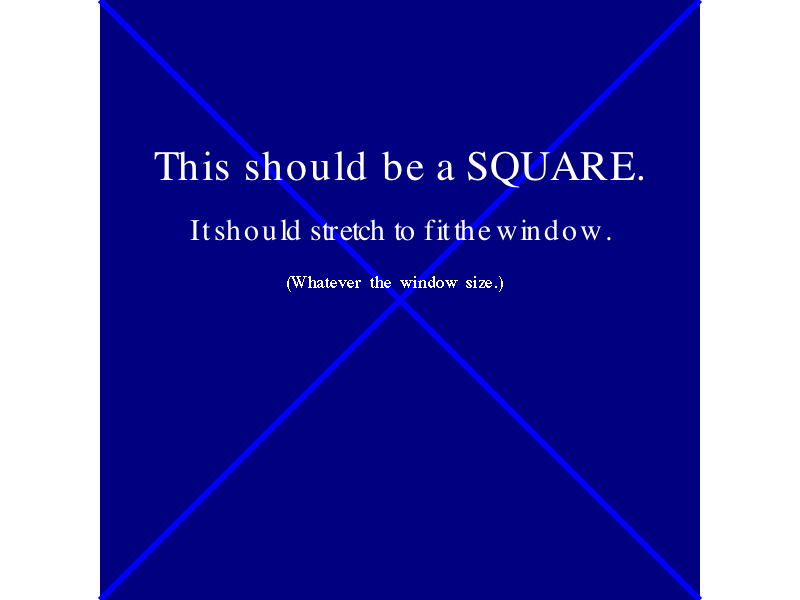 This should be a SQUARE.
It should stretch to fit the window.
(Whatever the window size.)